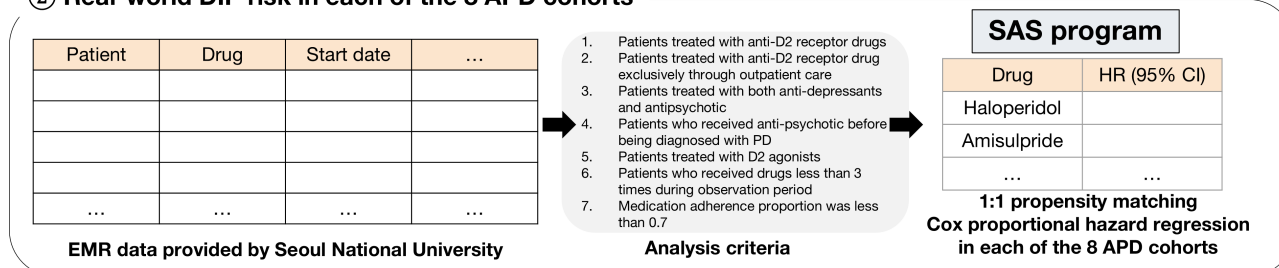 ② Real-world DIP risk in each of the 8 APD cohorts
Patient Drug Start date ...
... ... ... ...
EMR data provided by Seoul National University
1. Patients treated with anti-D2 receptor drugs
2. Patients treated with anti-D2 receptor drug
exclusively through outpatient care
3. Patients treated with both anti-depressants
and antipsychotic
4. Patients who received anti-psychotic before
being diagnosed with PD
5. Patients treated with D2 agonists
6. Patients who received drugs less than 3
times during observation period
7. Medication adherence proportion was less
than 0.7
Analysis criteria
SAS program
Drug HR (95% CI)
Haloperidol
Amisulpride
... ...
1:1 propensity matching
Cox proportional hazard regression
in each of the 8 APD cohorts